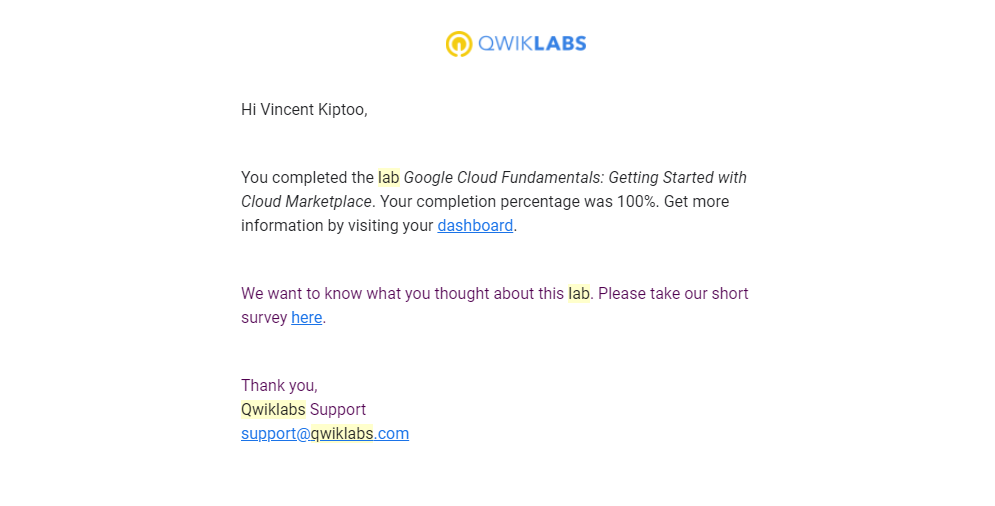 QWIKLABS
Hi Vincent Kiptoo,
You completed the lab Google Cloud Fundamentals: Getting Started with
Cloud Marketplace. Your completion percentage was 100%. Get more
information by visiting your dashboard.
We want to know what you thought about this lab. Please take our short
survey here.
Thank you,
Qwiklabs Support
support@qwiklabs.com